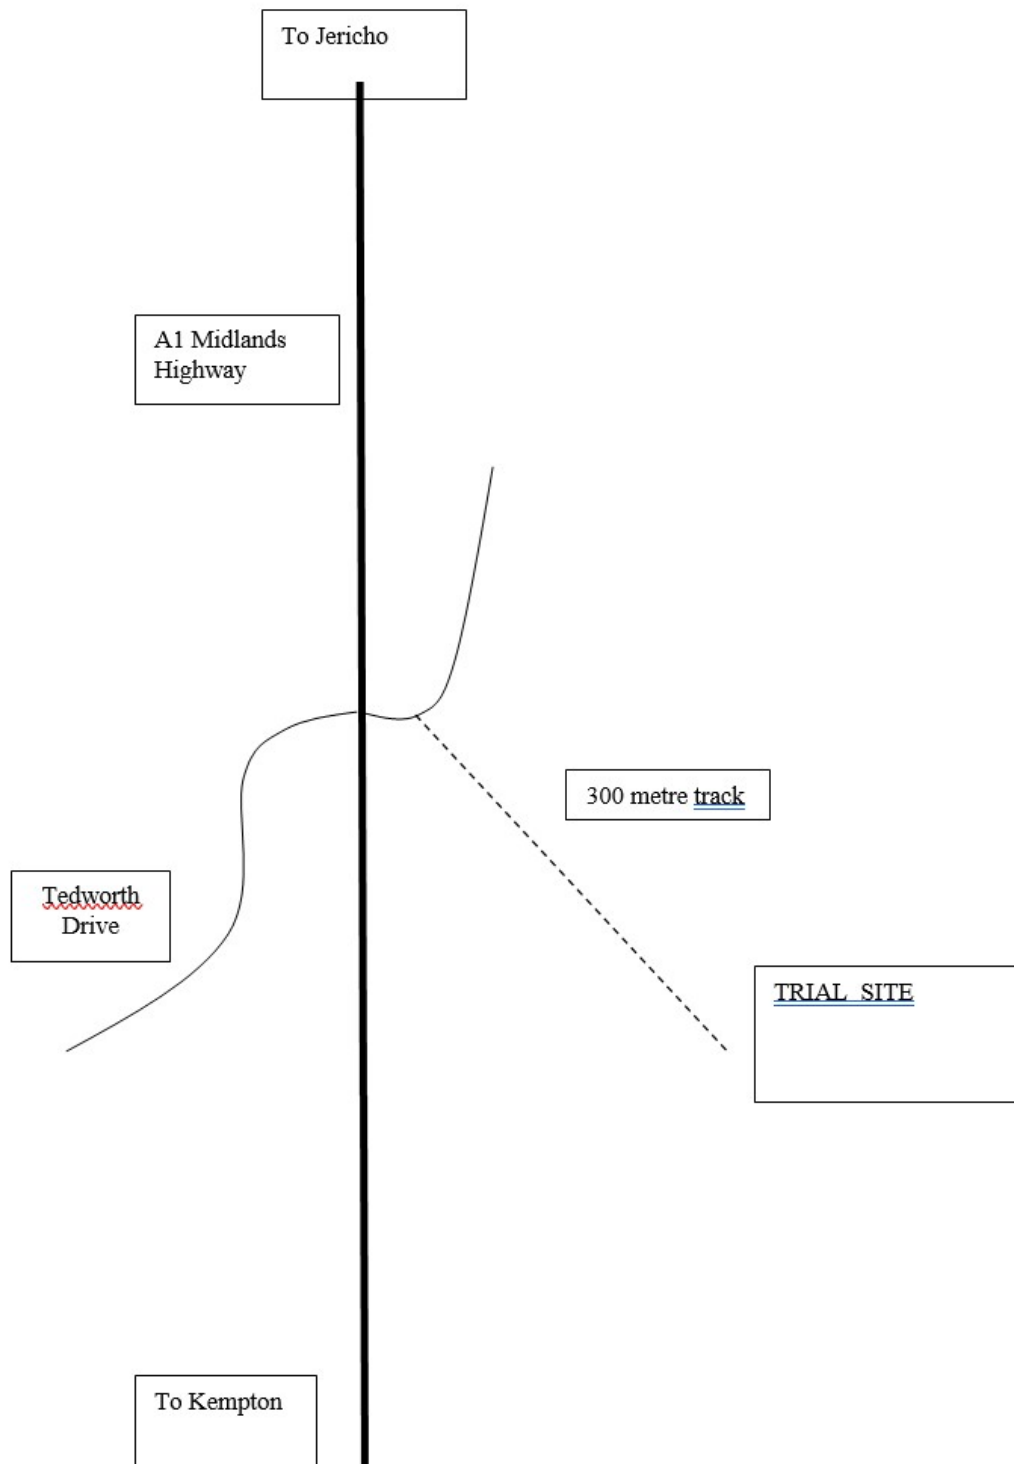 To Jericho
A1 Midlands
Highway
300 metre track
Tedworth
Drive
TRIAL SITE
To Kempton